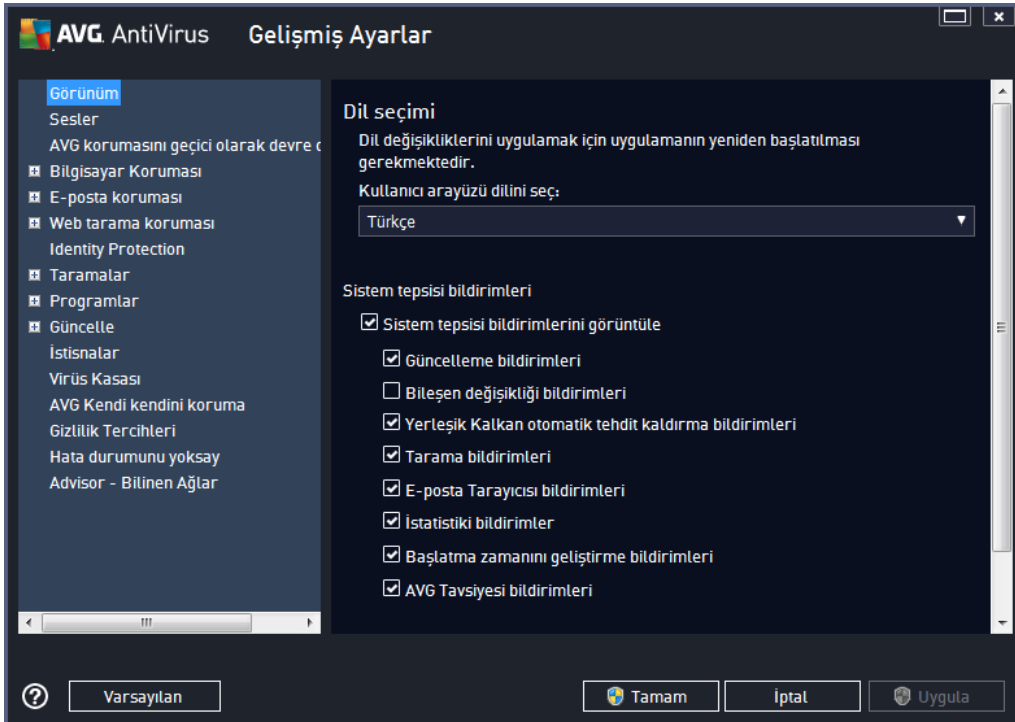 AVG AntiVirus Gelişmiş Ayarlar
Görünüm
Sesler
AVG korumasını geçici olarak devre
Bilgisayar Koruması
E-posta koruması
Web tarama koruması
Identity Protection
Taramalar
Programlar
Güncelle
İstisnalar
Virüs Kasası
AVG Kendi kendini koruma
Gizlilik Tercihleri
Hata durumunu yoksay
Advisor - Bilinen Ağlar
Dil seçimi
Dil değişikliklerini uygulamak için uygulamanın yeniden başlatılması
gerekmektedir.
Kullanıcı arayüzü dilini seç:
Türkçe
Sistem tepsisi bildirimleri
Sistem tepsisi bildirimlerini görüntüle
Güncelleme bildirimleri
Bileşen değişikliği bildirimleri
Yerleşik Kalkan otomatik tehdit kaldırma bildirimleri
Tarama bildirimleri
E-posta Tarayıcısı bildirimleri
İstatistiki bildirimler
Başlatma zamanını geliştirme bildirimleri
AVG Tavsiyesi bildirimleri
Varsayılan
Tamam
İptal
Uygula